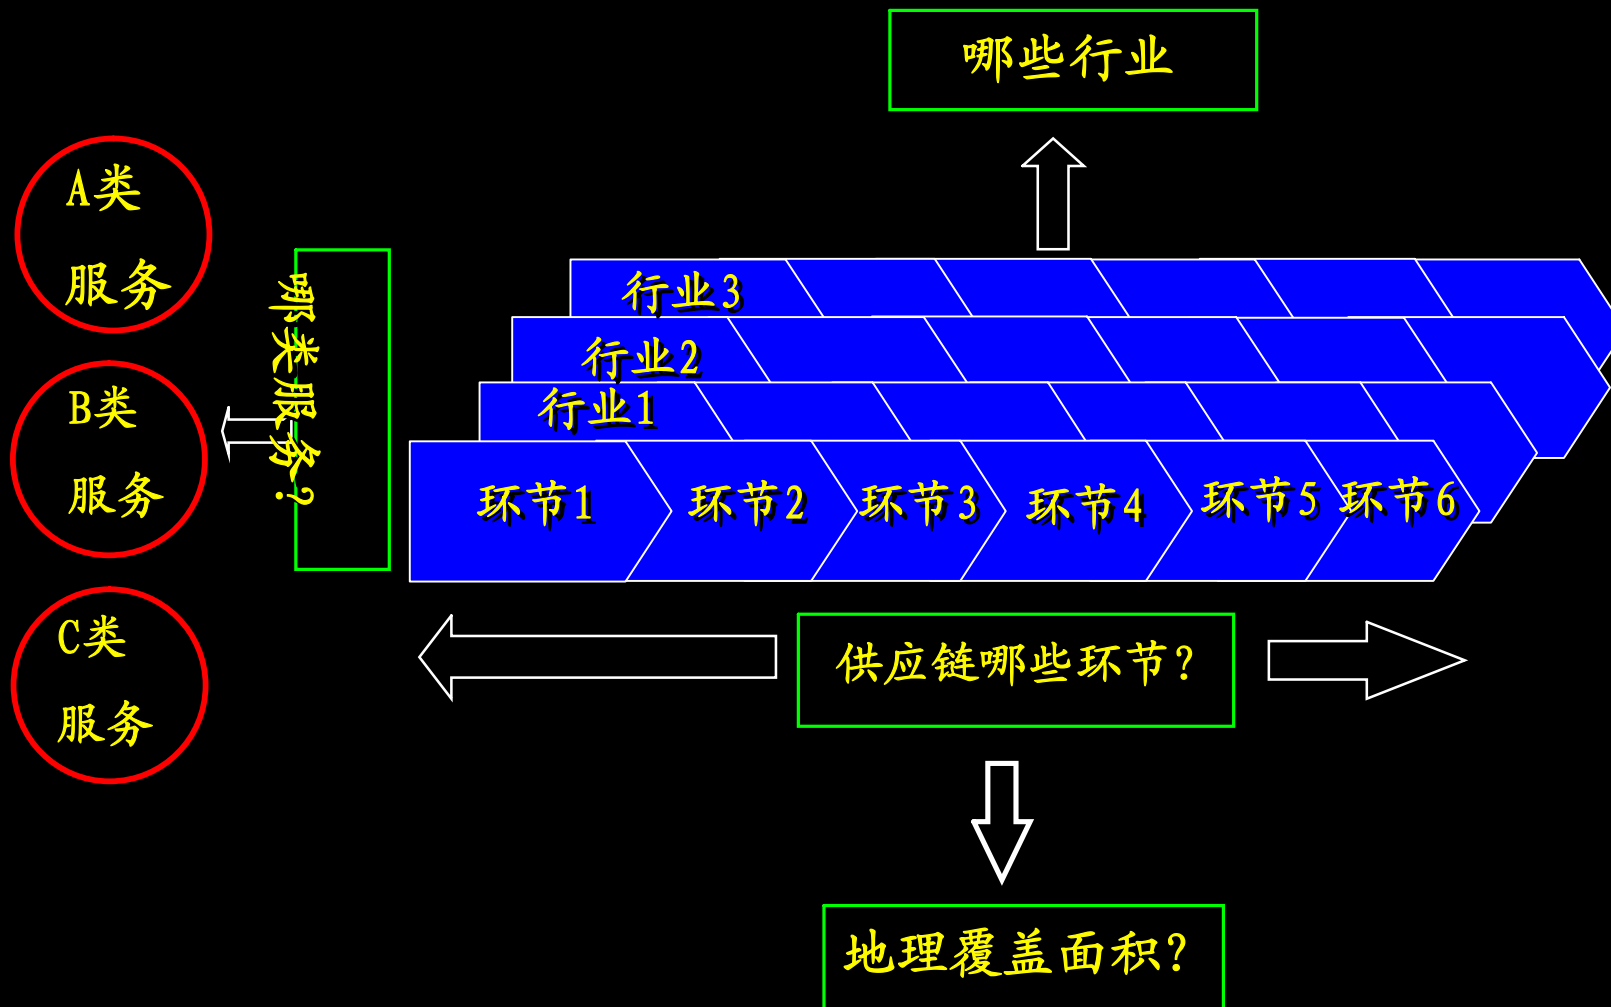 哪些行业
A类
服务
B类
服务
C类
服务
哪类服务?
行业3
行业2
行业1
环节1
环节2
环节3
环节4
环节5
环节6
供应链哪些环节?
地理覆盖面积?